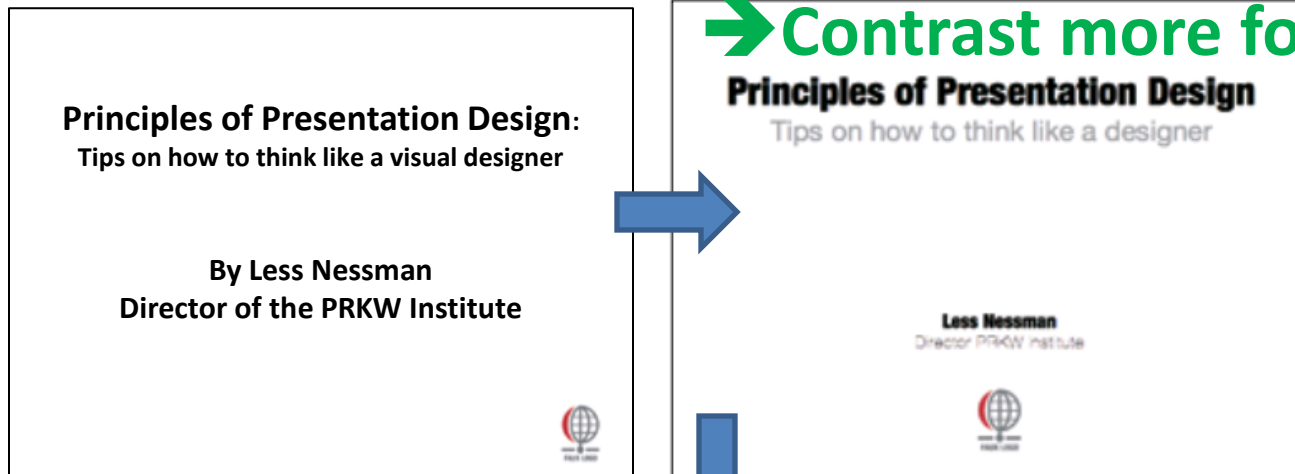 Principles of Presentation Design:
Tips on how to think like a visual designer
By Less Nessman
Director of the PRKW Institute
➔Contrast more fo
Principles of Presentation Design
Tips on how to think like a designer
Less Nessman
Director PRKW Institute